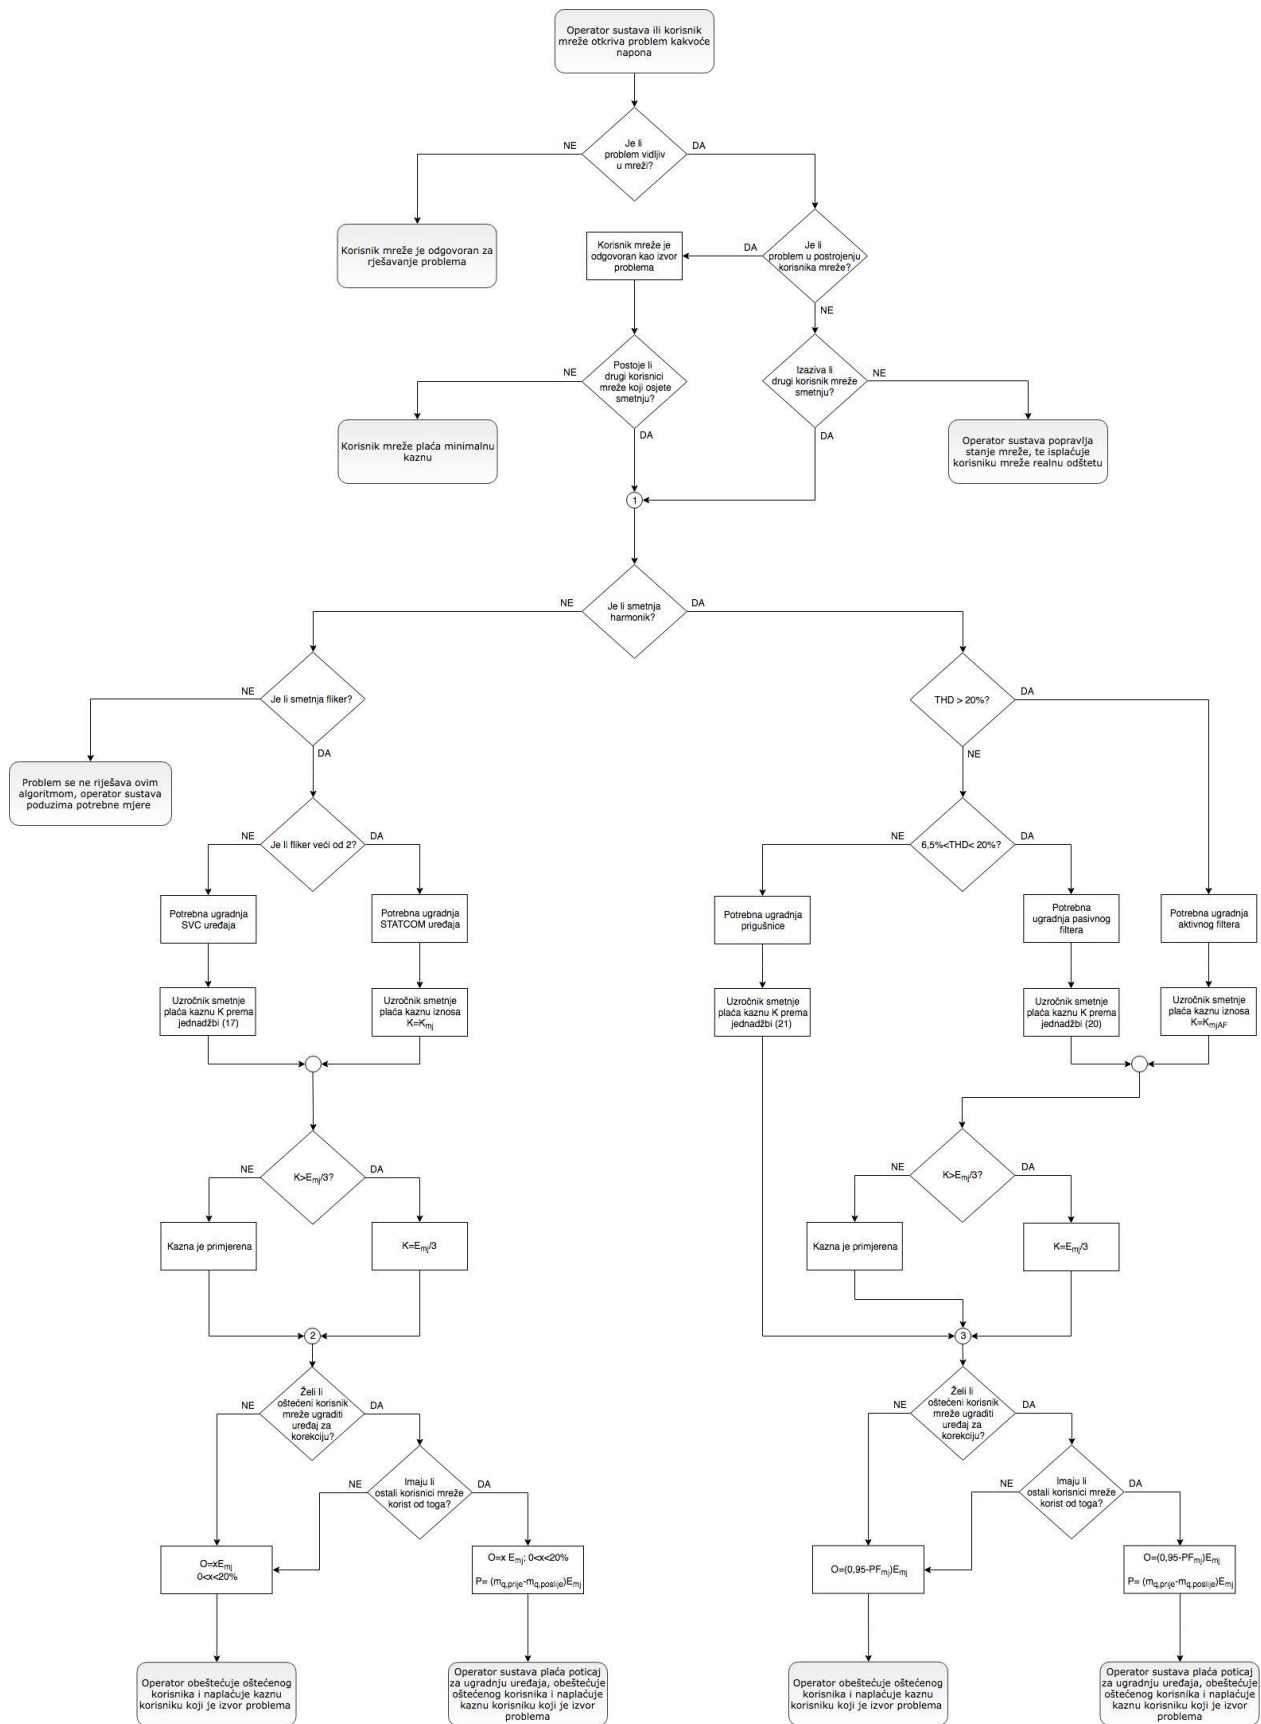 Operator sustava ili korisnik
mreže otkriva problem kakvoće
napona
Je li
problem vidljiv
u mreži?
NE
DA
Korisnik mreže je odgovoran za
rješavanje problema
Korisnik mreže je
odgovoran kao izvor
problema
DA
Je li
problem u postrojenju
korisnika mreže?
NE
Postoje li
drugi korisnici
mreže koji osjete
smetnju?
NE
DA
Izaziva li
drugi korisnik mreže
smetnju?
NE
DA
Korisnik mreže plaća minimalnu
kaznu
Operator sustava popravlja
stanje mreže, te isplaćuje
korisniku mreže realnu odštetu
1
Je li smetnja
harmonik?
NE
DA
Je li smetnja fliker?
NE
DA
THD > 20%?
DA
NE
Problem se ne riješava ovim
algoritmom, operator sustava
poduzima potrebne mjere
Je li fliker veći od 2?
NE
DA
6,5%<THD< 20%?
NE
DA
Potrebna ugradnja
SVC uređaja
Potrebna ugradnja
STATCOM uređaja
Potrebna ugradnja
prigušnice
Potrebna
ugradnja pasivnog
filtera
Potrebna ugradnja
aktivnog filtera
Uzročnik smetnje
plaća kaznu K prema
jednadžbi (17)
Uzročnik smetnje
plaća kaznu iznosa
K=Kmj
Uzročnik smetnje
plaća kaznu K prema
jednadžbi (21)
Uzročnik smetnje
plaća kaznu K prema
jednadžbi (20)
Uzročnik smetnje
plaća kaznu iznosa
K=KmjAF
K>Emj/3?
NE
DA
K>Emj/3?
NE
DA
Kazna je primjerena
K=Emj/3
Kazna je primjerena
K=Emj/3
2
3
Želi li
oštećeni korisnik
mreže ugraditi
uređaj za
korekciju?
NE
DA
Želi li
oštećeni korisnik
mreže ugraditi
uređaj za
korekciju?
NE
DA
Imaju li
ostali korisnici mreže
korist od toga?
NE
DA
Imaju li
ostali korisnici mreže
korist od toga?
NE
DA
O=xEmj
0<x<20%
O=x Emj; 0<x<20%
P= (mq,prije-mq,poslije)Emj
O=(0,95-PFmj)Emj
O=(0,95-PFmj)Emj
P= (mq,prije-mq,poslije)Emj
Operator obeštećuje oštećenog
korisnika i naplaćuje kaznu
korisniku koji je izvor problema
Operator sustava plaća poticaj
za ugradnju uređaja, obeštećuje
oštećenog korisnika i naplaćuje
kaznu korisniku koji je izvor
problema
Operator obeštećuje oštećenog
korisnika i naplaćuje kaznu
korisniku koji je izvor problema
Operator sustava plaća poticaj
za ugradnju uređaja, obeštećuje
oštećenog korisnika i naplaćuje
kaznu korisniku koji je izvor
problema